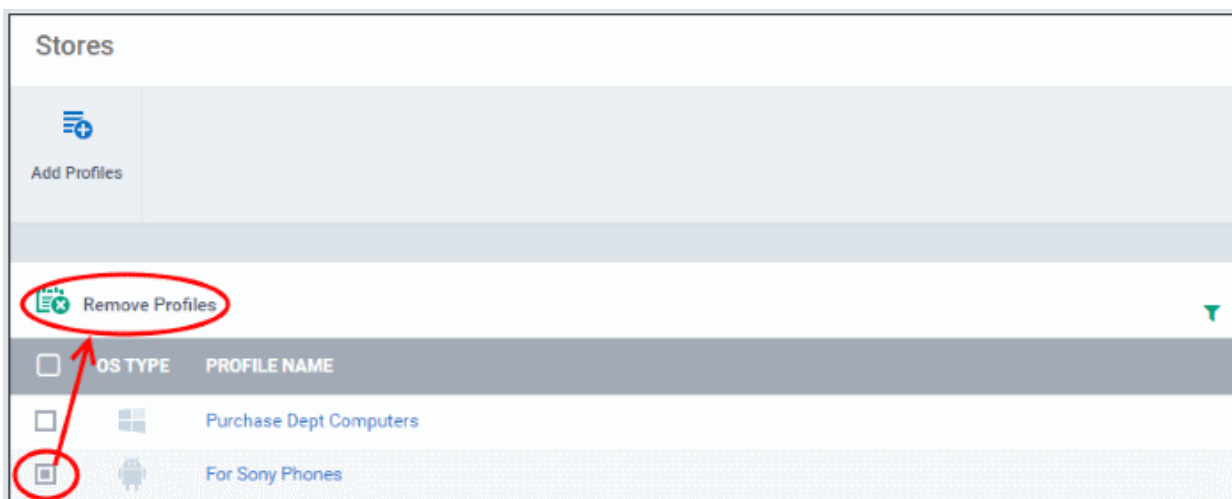 Stores
Add Profiles
Remove Profiles
OS TYPE PROFILE NAME
Purchase Dept Computers
For Sony Phones